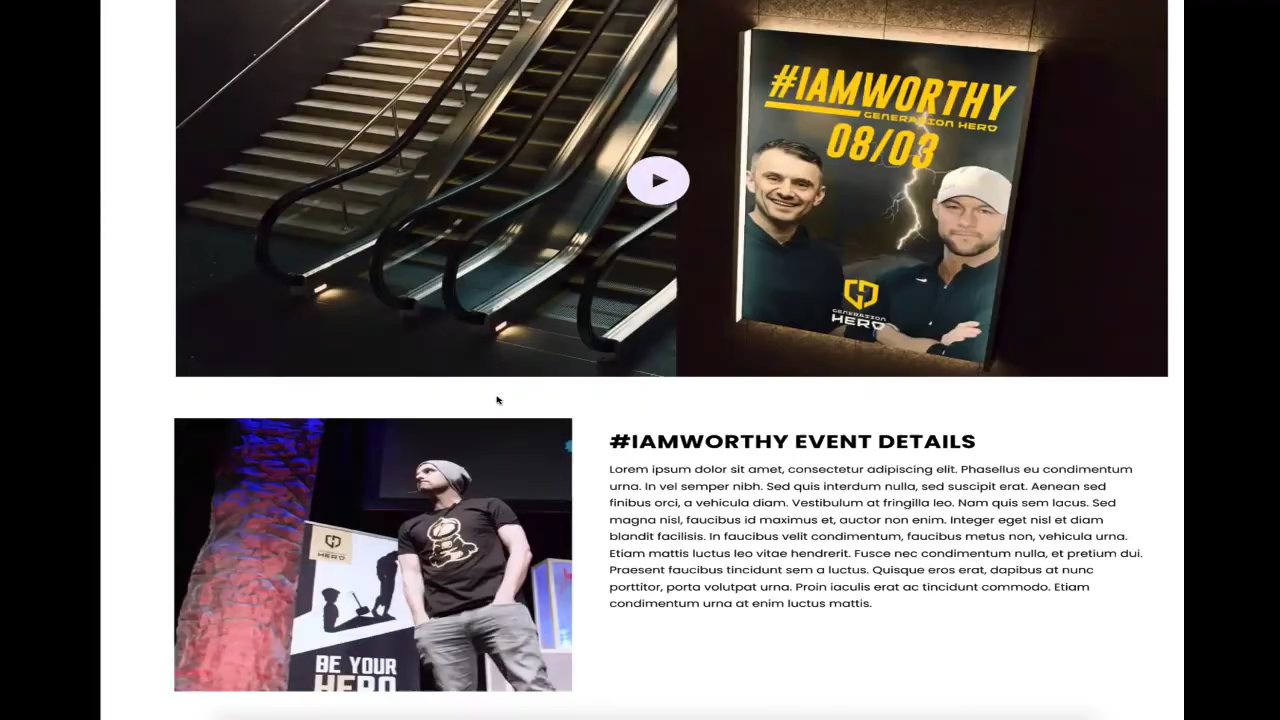 #IAMWORTHY
GENERATION HERO
08/03
GENERATION
HERO
#IAMWORTHY EVENT DETAILS
Lorem ipsum dolor sit amet, consectetur adipiscing elit. Phasellus eu condimentum
urna. In vel semper nibh. Sed quis interdum nulla, sed suscipit erat. Aenean sed
finibus orci, a vehicula diam. Vestibulum at fringilla leo. Nam quis sem lacus. Sed
magna nisl, faucibus id maximus et, auctor non enim. Integer eget nisl et diam
blandit facilisis. In faucibus velit condimentum, faucibus metus non, vehicula urna.
Etiam mattis luctus leo vitae hendrerit. Fusce nec condimentum nulla, et pretium dui.
Praesent faucibus tincidunt sem a luctus. Quisque eros erat, dapibus at nunc
porttitor, porta volutpat urna. Proin iaculis erat ac tincidunt commodo. Etiam
condimentum urna at enim luctus mattis.
HERO
BE YOUR
HERO